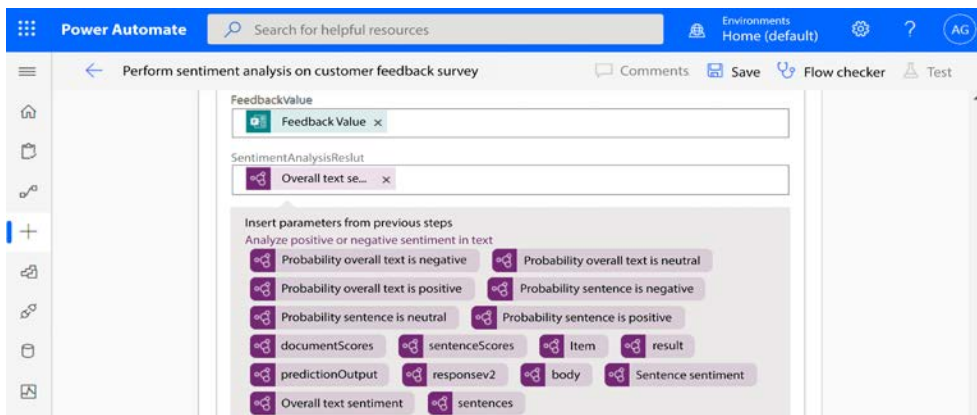 Power Automate
Search for helpful resources
Environments
Home (default)
?
AG
Perform sentiment analysis on customer feedback survey
Comments
Save
Flow checker
Test
FeedbackValue
Feedback Value ×
SentimentAnalysisReslut
Overall text se... ×
Insert parameters from previous steps
Analyze positive or negative sentiment in text
Probability overall text is negative Probability overall text is neutral
Probability overall text is positive Probability sentence is negative
Probability sentence is neutral Probability sentence is positive
documentScores sentenceScores Item result
predictionOutput responsev2 body Sentence sentiment
Overall text sentiment sentences